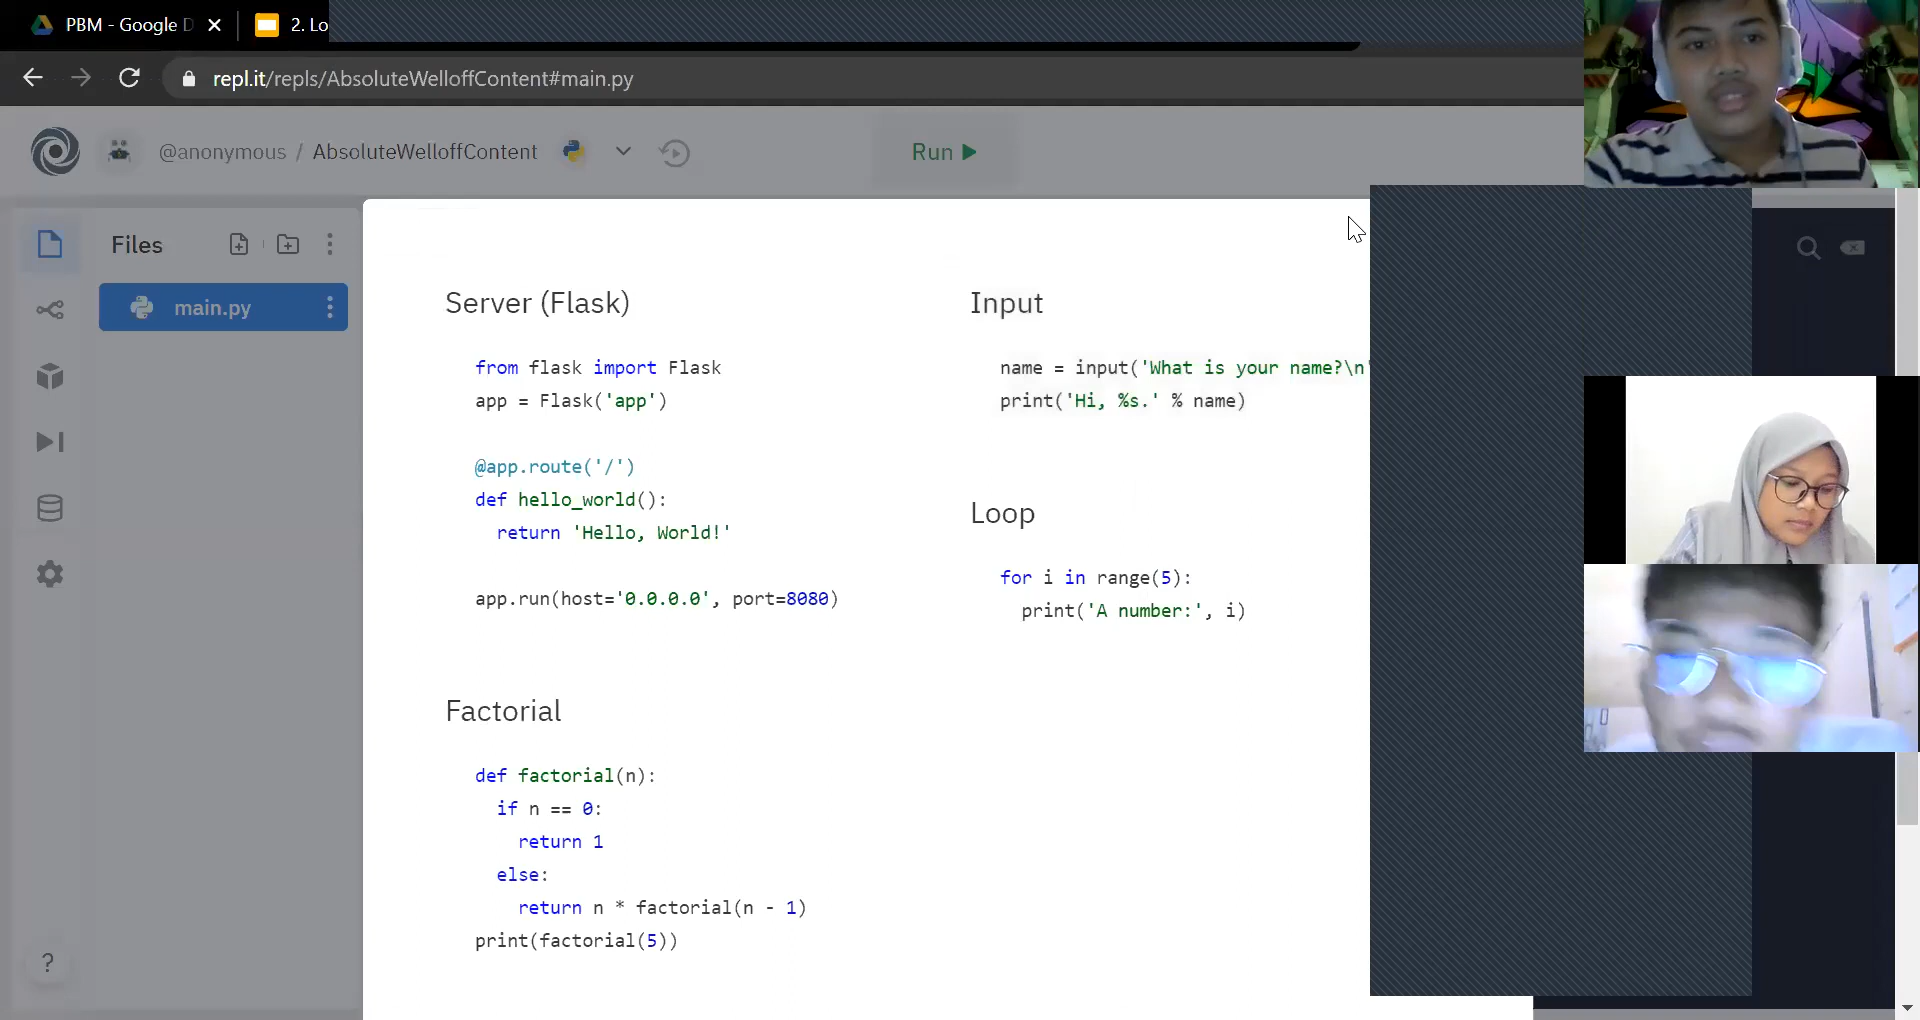 PBM - Google D
2. Lo
repl.it/repls/AbsoluteWelloffContent#main.py
@anonymous / AbsoluteWelloffContent
Run
Files
main.py
Server (Flask)
from flask import Flask
app = Flask('app')
@app.route('/')
def hello_world():
return 'Hello, World!'
app.run(host='0.0.0.0', port=8080)
Factorial
def factorial(n):
if n == 0:
return 1
else:
return n * factorial(n - 1)
print(factorial(5))
Input
name = input('What is your name?\n'
print('Hi, %s.' % name)
Loop
for i in range(5):
print('A number:', i)
?